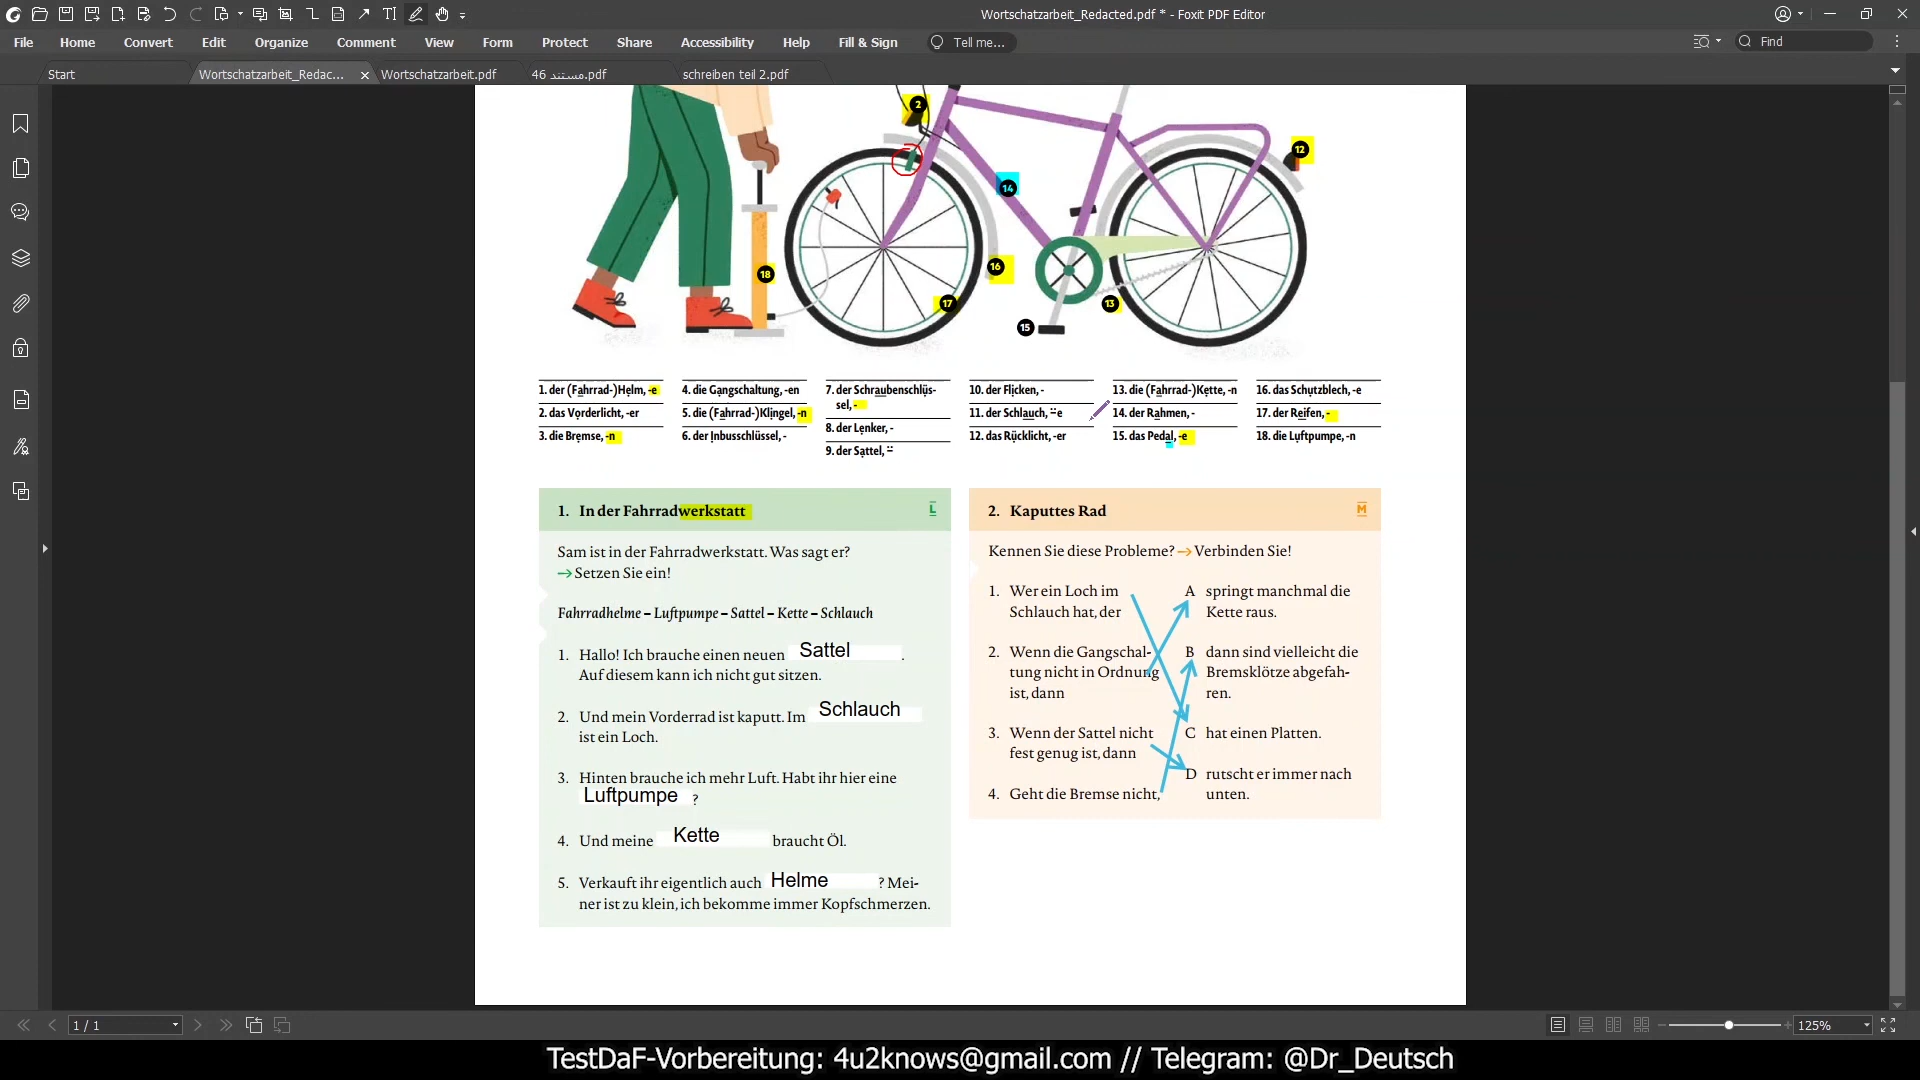 Wortschatzarbeit_Redacted.pdf * - Foxit PDF Editor
File Home Convert Edit Organize Comment View Form Protect Share Accessibility Help Fill & Sign Tell me... Find
Start Wortschatzarbeit_Redac... Wortschatzarbeit.pdf مستند 46.pdf schreiben teil 2.pdf
2
12
14
16
18
17
13
15
1. der (Fahrrad-)Helm, -e
2. das Vorderlicht, -er
3. die Bremse, -n
4. die Gangschaltung, -en
5. die (Fahrrad-)Klingel, -n
6. der Inbusschlüssel, -
7. der Schraubenschlüs-
sel, -
8. der Lenker, -
9. der Sattel, ¨
10. der Flicken, -
11. der Schlauch, ¨e
12. das Rücklicht, -er
13. die (Fahrrad-)Kette, -n
14. der Rahmen, -
15. das Pedal, -e
16. das Schutzblech, -e
17. der Reifen, -
18. die Luftpumpe, -n
1. In der Fahrradwerkstatt L
Sam ist in der Fahrradwerkstatt. Was sagt er?
→ Setzen Sie ein!
Fahrradhelme – Luftpumpe – Sattel – Kette – Schlauch
1. Hallo! Ich brauche einen neuen Sattel .
Auf diesem kann ich nicht gut sitzen.
2. Und mein Vorderrad ist kaputt. Im Schlauch
ist ein Loch.
3. Hinten brauche ich mehr Luft. Habt ihr hier eine
Luftpumpe ?
4. Und meine Kette braucht Öl.
5. Verkauft ihr eigentlich auch Helme ? Mei-
ner ist zu klein, ich bekomme immer Kopfschmerzen.
2. Kaputtes Rad M
Kennen Sie diese Probleme? → Verbinden Sie!
1. Wer ein Loch im
Schlauch hat, der
2. Wenn die Gangschal-
tung nicht in Ordnung
ist, dann
3. Wenn der Sattel nicht
fest genug ist, dann
4. Geht die Bremse nicht,
A springt manchmal die
Kette raus.
B dann sind vielleicht die
Bremsklötze abgefah-
ren.
C hat einen Platten.
D rutscht er immer nach
unten.
1 / 1
125%
TestDaF-Vorbereitung: 4u2knows@gmail.com // Telegram: @Dr_Deutsch